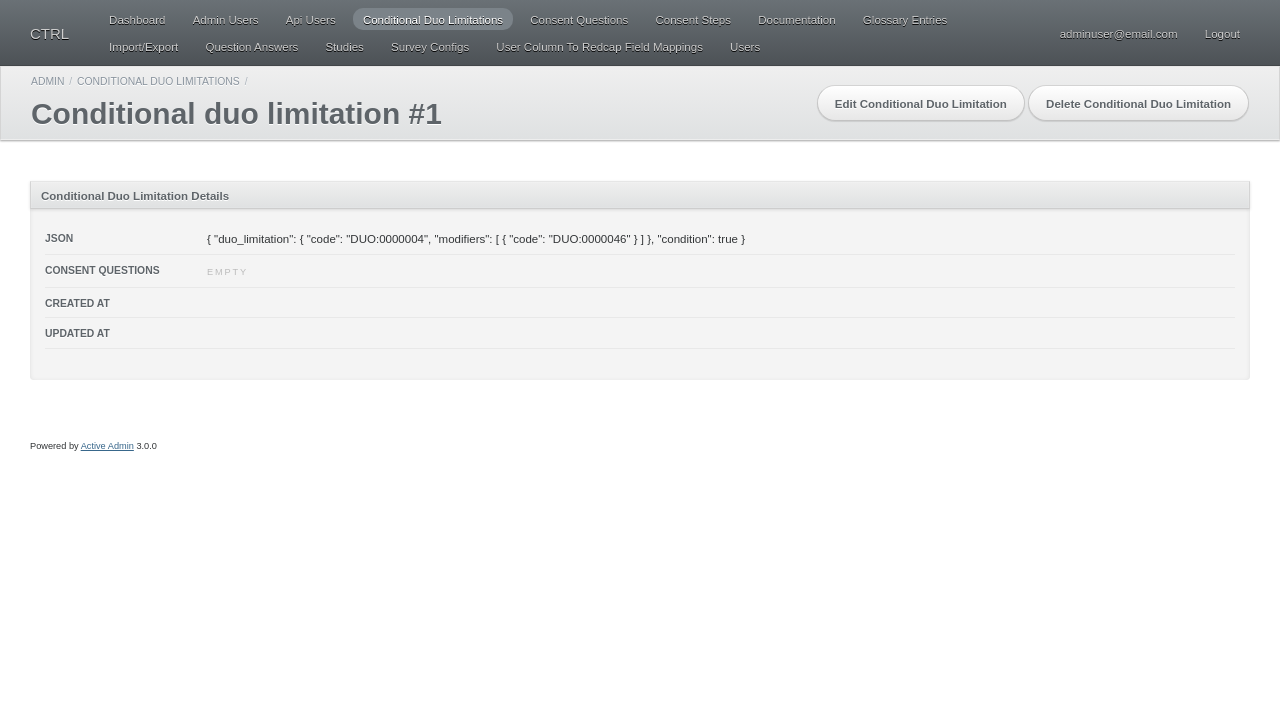 CTRL
Dashboard Admin Users Api Users Conditional Duo Limitations Consent Questions Consent Steps Documentation Glossary Entries
Import/Export Question Answers Studies Survey Configs User Column To Redcap Field Mappings Users
adminuser@email.com Logout
ADMIN / CONDITIONAL DUO LIMITATIONS /
Conditional duo limitation #1
Edit Conditional Duo Limitation Delete Conditional Duo Limitation
Conditional Duo Limitation Details
JSON { "duo_limitation": { "code": "DUO:0000004", "modifiers": [ { "code": "DUO:0000046" } ] }, "condition": true }
CONSENT QUESTIONS EMPTY
CREATED AT
UPDATED AT
Powered by Active Admin 3.0.0